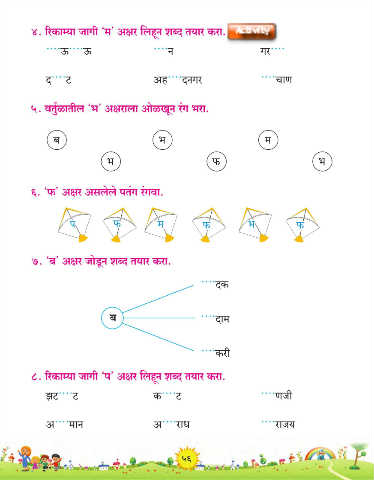 ४. रिकाम्या जागी 'म' अक्षर लिहून शब्द तयार करा. Activity
....ऊ....ऊ ....न गर....
द....ट अह....दनगर ....चाण
५. वर्तुळातील 'भ' अक्षराला ओळखून रंग भरा.
ब भ म
भ फ भ
६. 'फ' अक्षर असलेले पतंग रंगवा.
फ फ म फ भ फ
७. 'ब' अक्षर जोडून शब्द तयार करा.
....दक
ब ....दाम
....करी
८. रिकाम्या जागी 'प' अक्षर लिहून शब्द तयार करा.
झट....ट क....ट ....णजी
अ....मान अ....राध ....राजय
५६